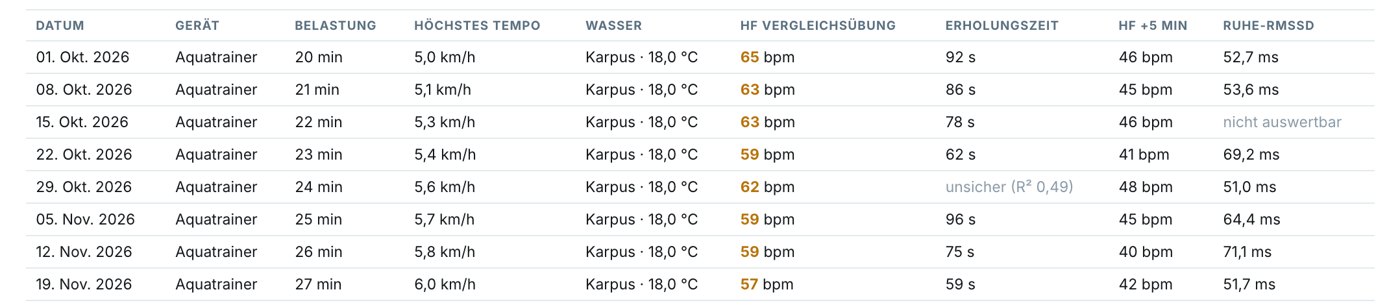 DATUM GERÄT BELASTUNG HÖCHSTES TEMPO WASSER HF VERGLEICHSÜBUNG ERHOLUNGSZEIT HF +5 MIN RUHE-RMSSD
01. Okt. 2026 Aquatrainer 20 min 5,0 km/h Karpus · 18,0 °C 65 bpm 92 s 46 bpm 52,7 ms
08. Okt. 2026 Aquatrainer 21 min 5,1 km/h Karpus · 18,0 °C 63 bpm 86 s 45 bpm 53,6 ms
15. Okt. 2026 Aquatrainer 22 min 5,3 km/h Karpus · 18,0 °C 63 bpm 78 s 46 bpm nicht auswertbar
22. Okt. 2026 Aquatrainer 23 min 5,4 km/h Karpus · 18,0 °C 59 bpm 62 s 41 bpm 69,2 ms
29. Okt. 2026 Aquatrainer 24 min 5,6 km/h Karpus · 18,0 °C 62 bpm unsicher (R² 0,49) 48 bpm 51,0 ms
05. Nov. 2026 Aquatrainer 25 min 5,7 km/h Karpus · 18,0 °C 59 bpm 96 s 45 bpm 64,4 ms
12. Nov. 2026 Aquatrainer 26 min 5,8 km/h Karpus · 18,0 °C 59 bpm 75 s 40 bpm 71,1 ms
19. Nov. 2026 Aquatrainer 27 min 6,0 km/h Karpus · 18,0 °C 57 bpm 59 s 42 bpm 51,7 ms